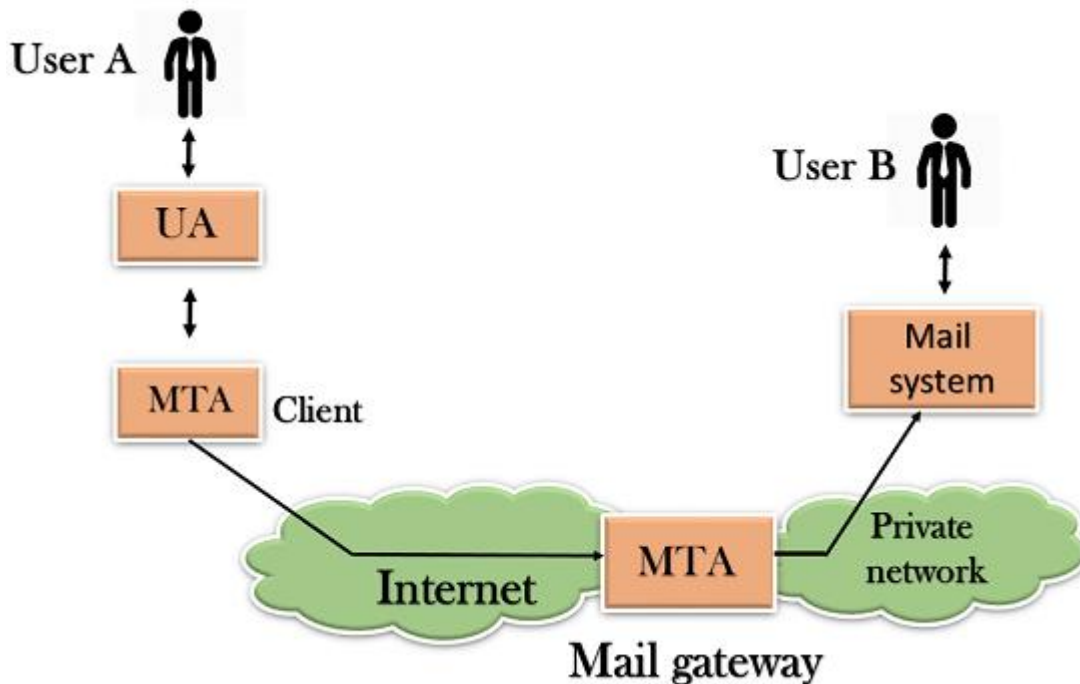 User A
UA
MTA
Client
User B
Mail
system
Internet
MTA
Private
network
Mail gateway